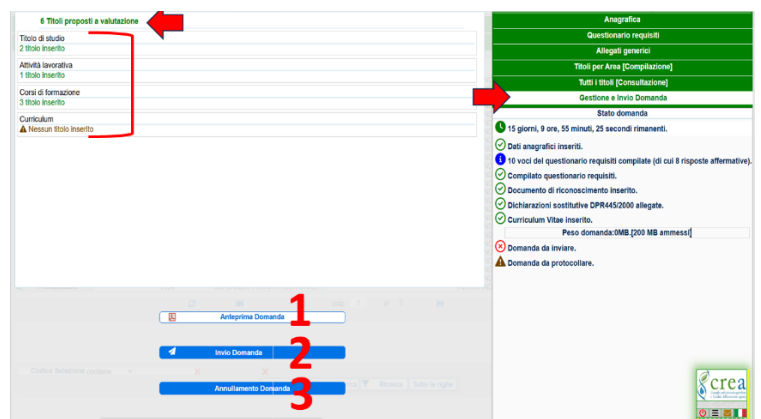 6 Titoli proposti a valutazione
Titolo di studio
2 titolo inserito
Attività lavorativa
1 titolo inserito
Corsi di formazione
3 titolo inserito
Curriculum
Nessun titolo inserito
1
Anteprima Domanda
2
Invio Domanda
3
Annullamento Domanda
Anagrafica
Questionario requisiti
Allegati generici
Titoli per Area [Compilazione]
Tutti i titoli [Consultazione]
Gestione e Invio Domanda
Stato domanda
15 giorni, 9 ore, 55 minuti, 25 secondi rimanenti.
Dati anagrafici inseriti.
10 voci del questionario requisiti compilate (di cui 8 risposte affermative).
Compilato questionario requisiti.
Documento di riconoscimento inserito.
Dichiarazioni sostitutive DPR445/2000 allegate.
Curriculum Vitae inserito.
Peso domanda:0MB.[200 MB ammessi]
Domanda da inviare.
Domanda da protocollare.
crea